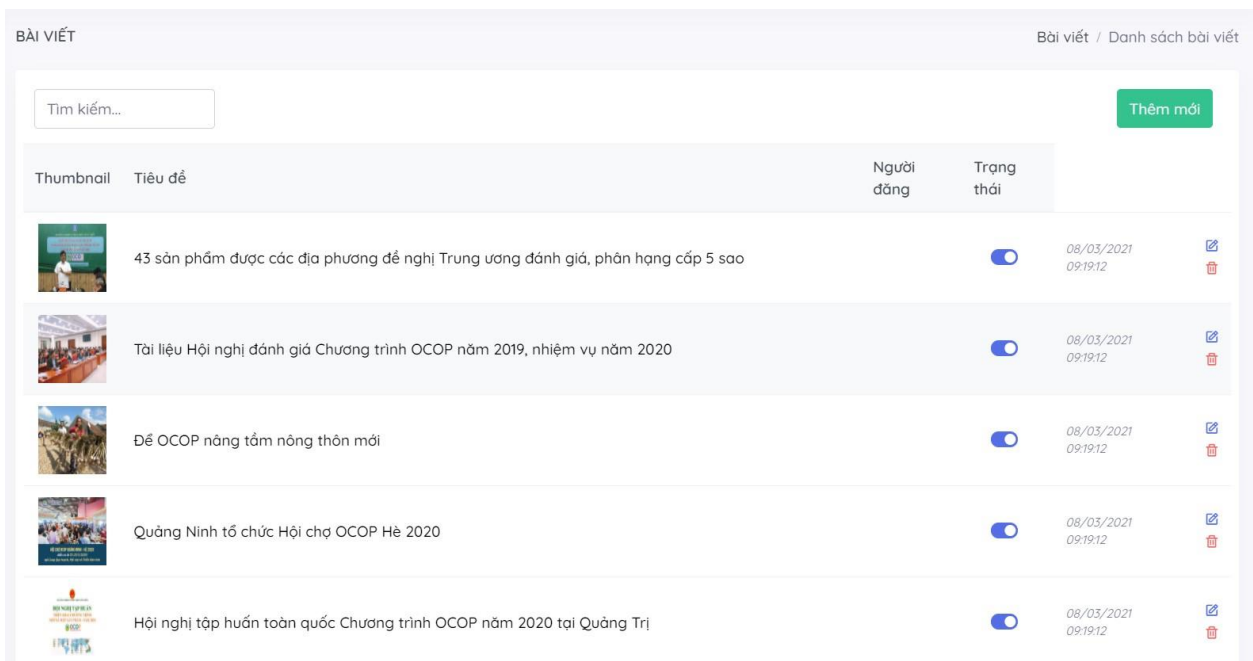 BÀI VIẾT
Bài viết / Danh sách bài viết
Tìm kiếm...
Thêm mới
Thumbnail
Tiêu đề
Người
đăng
Trạng
thái
43 sản phẩm được các địa phương đề nghị Trung ương đánh giá, phân hạng cấp 5 sao
08/03/2021
09:19:12
Tài liệu Hội nghị đánh giá Chương trình OCOP năm 2019, nhiệm vụ năm 2020
08/03/2021
09:19:12
Để OCOP nâng tầm nông thôn mới
08/03/2021
09:19:12
Quảng Ninh tổ chức Hội chợ OCOP Hè 2020
08/03/2021
09:19:12
HỘI NGHỊ TẬP HUẤN
Hội nghị tập huấn toàn quốc Chương trình OCOP năm 2020 tại Quảng Trị
08/03/2021
09:19:12